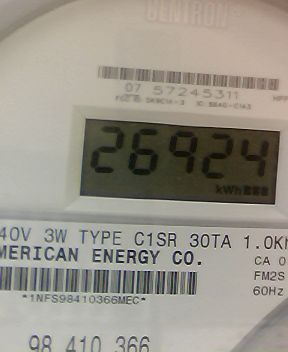 CENTRON
07 57245311
26924
kWh
40V 3W TYPE C1SR 30TA 1.0Kh
MERICAN ENERGY CO.
CA 0
FM2S
60Hz
*1NFS98410366MEC*
98 410 366